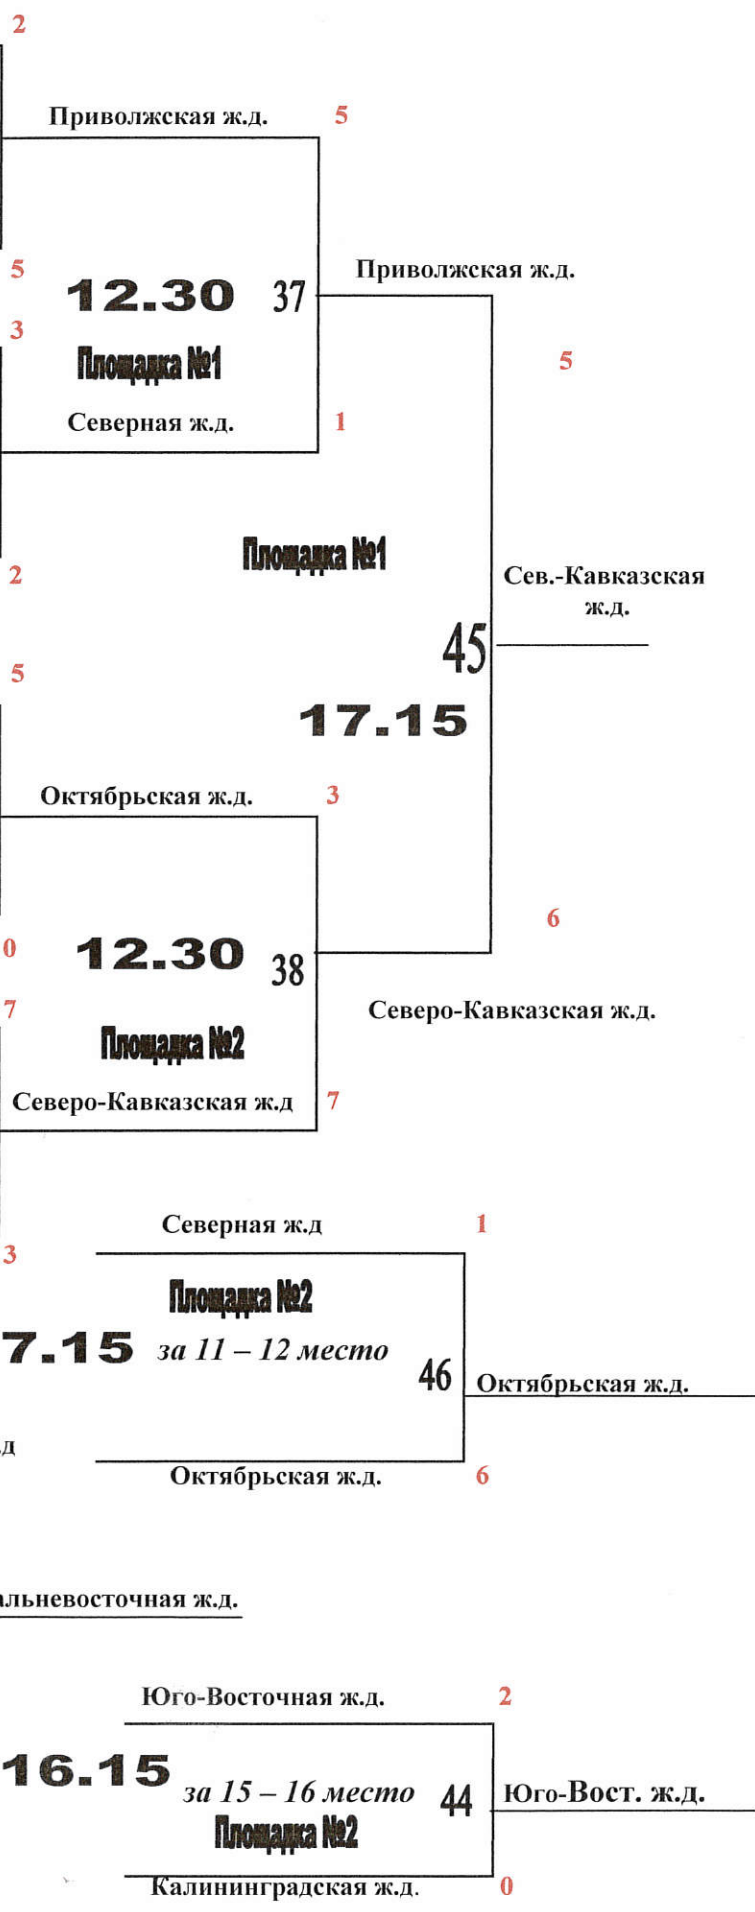 2
Приволжская ж.д. 5
5
12.30 37
Приволжская ж.д.
3
Площадка №1
5
Северная ж.д. 1
Площадка №1
2
Сев.-Кавказская
ж.д.
45
5
17.15
Октябрьская ж.д. 3
6
0
12.30 38
7
Северо-Кавказская ж.д.
Площадка №2
Северо-Кавказская ж.д 7
Северная ж.д 1
3
Площадка №2
7.15 за 11 – 12 место 46
Октябрьская ж.д.
.д
Октябрьская ж.д. 6
альневосточная ж.д.
Юго-Восточная ж.д. 2
16.15 за 15 – 16 место 44 Юго-Вост. ж.д.
Площадка №2
Калининградская ж.д. 0